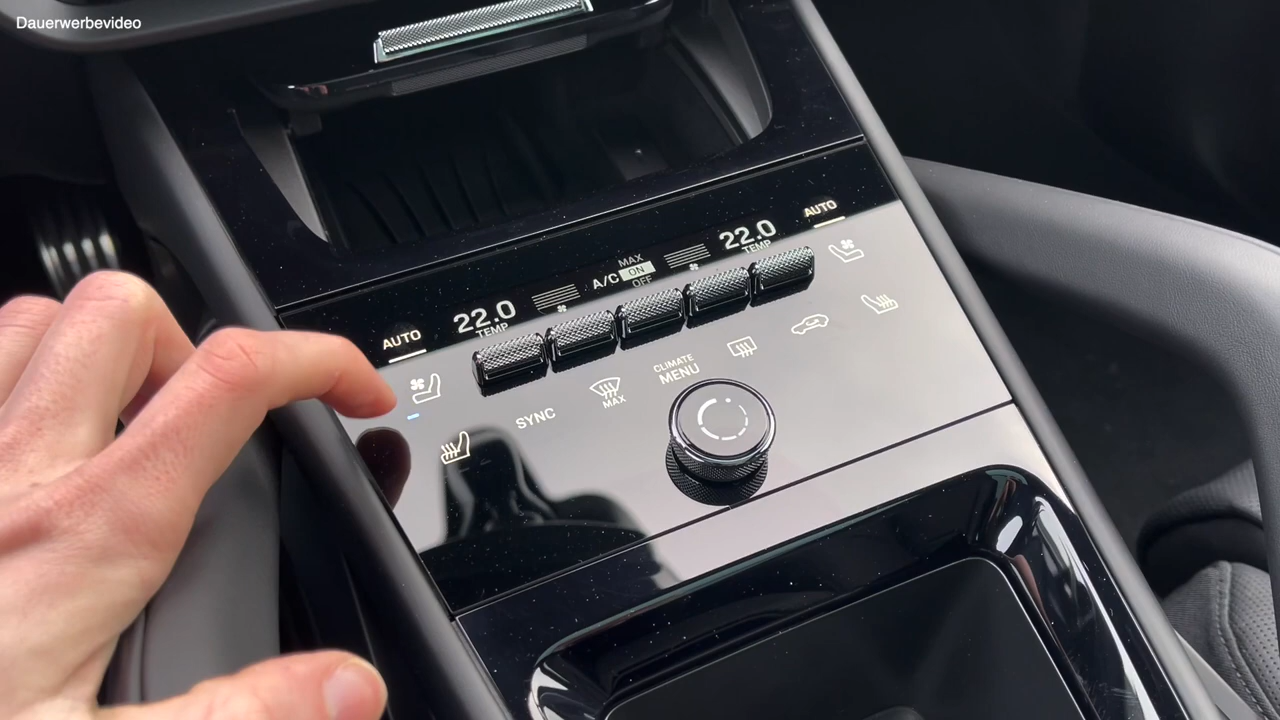 Dauerwerbevideo
AUTO
22.0
TEMP
A/C
MAX
ON
OFF
22.0
TEMP
AUTO
SYNC
MAX
CLIMATE
MENU